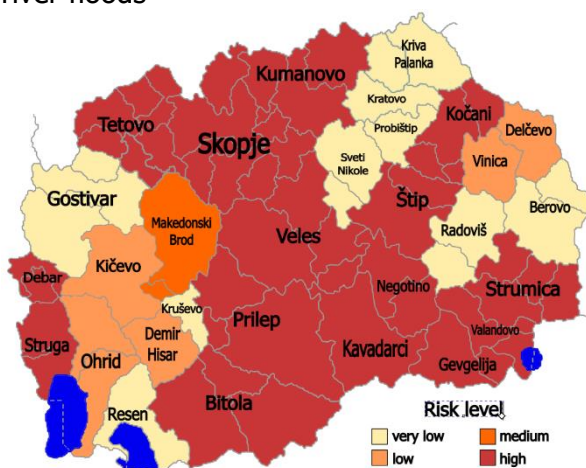 river floods
Kriva
Palanka
Kumanovo
Kratovo
Tetovo
Kočani
Probištip
Delčevo
Skopje
Vinica
Sveti
Nikole
Gostivar
Štip
Berovo
Makedonski
Brod
Radoviš
Veles
Kičevo
Debar
Negotino
Strumica
Kruševo
Prilep
Valandovo
Struga
Demir
Hisar
Ohrid
Kavadarci
Gevgelija
Bitola
Resen
Risk level
very low
medium
low
high